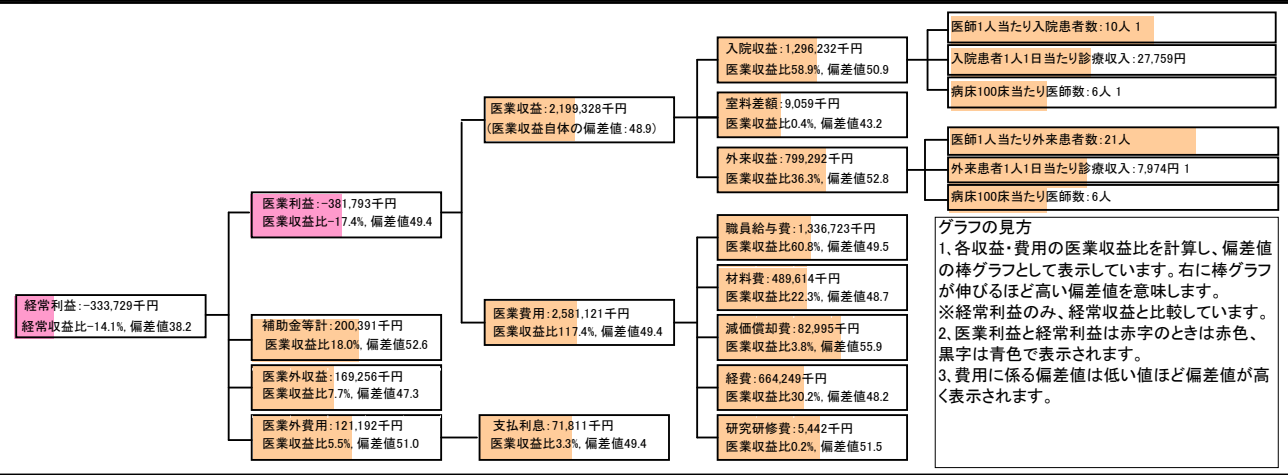 経常利益:-333,729千円
経常収比-14.1%, 偏差値38.2
医業利益:-381,793千円
医業収益比-17.4%, 偏差値49.4
補助金等計:200,391千円
医業収益比18.0%, 偏差値52.6
医業外収益:169,256千円
医業収益比7.7%, 偏差値47.3
医業外費用:121,192千円
医業収益比5.5%, 偏差値51.0
医業収益:2,199,328千円
(医業収益自体の偏差値:48.9)
医業費用:2,581,121千円
医業収益比117.4%, 偏差値49.4
支払利息:71,811千円
医業収益比3.3%, 偏差値49.4
入院収益:1,296,232千円
医業収益比58.9%, 偏差値50.9
室料差額:9,059千円
医業収益比0.4%, 偏差値43.2
外来収益:799,292千円
医業収益比36.3%, 偏差値52.8
職員給与費:1,336,723千円
医業収益比60.8%, 偏差値49.5
材料費:489,614千円
医業収益比22.3%, 偏差値48.7
減価償却費:82,995千円
医業収益比3.8%, 偏差値55.9
経費:664,249千円
医業収益比30.2%, 偏差値48.2
研究研修費:5,442千円
医業収益比0.2%, 偏差値51.5
医師1人当たり入院患者数:10人 1
入院患者1人1日当たり診療収入:27,759円
病床100床当たり医師数:6人 1
医師1人当たり外来患者数:21人
外来患者1人1日当たり診療収入:7,974円 1
病床100床当たり医師数:6人
グラフの見方
1、各収益・費用の医業収益比を計算し、偏差値
の棒グラフとして表示しています。右に棒グラフ
が伸びるほど高い偏差値を意味します。
※経常利益のみ、経常収益と比較しています。
2、医業利益と経常利益は赤字のときは赤色、
黒字は青色で表示されます。
3、費用に係る偏差値は低い値ほど偏差値が高
く表示されます。